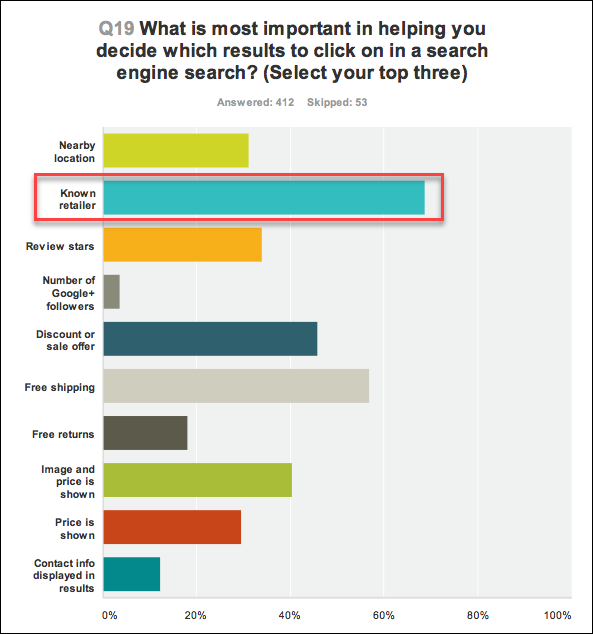 Q19 What is most important in helping you
decide which results to click on in a search
engine search? (Select your top three)
Answered: 412 Skipped: 53
Nearby
location
Known
retailer
Review stars
Number of
Google+
followers
Discount or
sale offer
Free shipping
Free returns
Image and
price is
shown
Price is
shown
Contact info
displayed in
results
0% 20% 40% 60% 80% 100%